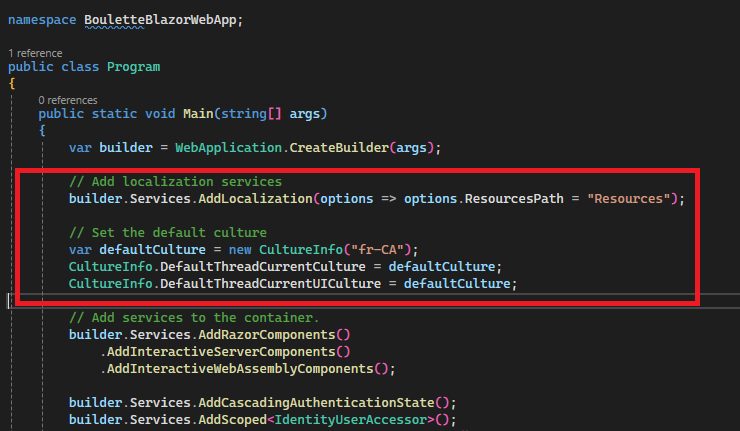 namespace BouletteBlazorWebApp;
1 reference
public class Program
{
0 references
public static void Main(string[] args)
{
var builder = WebApplication.CreateBuilder(args);
// Add localization services
builder.Services.AddLocalization(options => options.ResourcesPath = "Resources");
// Set the default culture
var defaultCulture = new CultureInfo("fr-CA");
CultureInfo.DefaultThreadCurrentCulture = defaultCulture;
CultureInfo.DefaultThreadCurrentUICulture = defaultCulture;
// Add services to the container.
builder.Services.AddRazorComponents()
.AddInteractiveServerComponents()
.AddInteractiveWebAssemblyComponents();
builder.Services.AddCascadingAuthenticationState();
builder.Services.AddScoped<IdentityUserAccessor>();